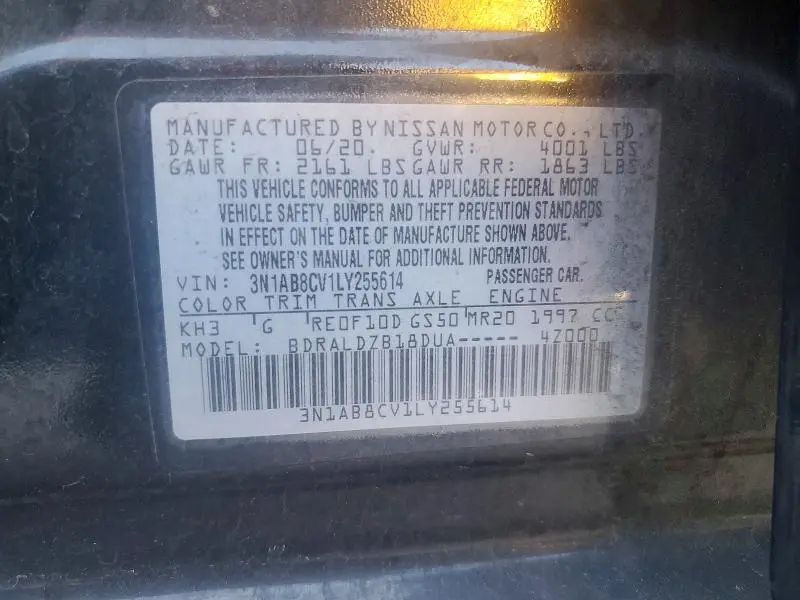 MANUFACTURED BY NISSAN MOTOR CO., LTD.
DATE: 06/20. GVWR: 4001 LBS
GAWR FR: 2161 LBS GAWR RR: 1863 LBS
THIS VEHICLE CONFORMS TO ALL APPLICABLE FEDERAL MOTOR
VEHICLE SAFETY, BUMPER AND THEFT PREVENTION STANDARDS
IN EFFECT ON THE DATE OF MANUFACTURE SHOWN ABOVE.
SEE OWNER'S MANUAL FOR ADDITIONAL INFORMATION.
VIN: 3N1AB8CV1LY255614 PASSENGER CAR.
COLOR TRIM TRANS AXLE ENGINE
KH3 G RE0F10D GS50 MR20 1997 CC
MODEL: BDRALDZB18DUA----- 4Z000
3N1AB8CV1LY255614